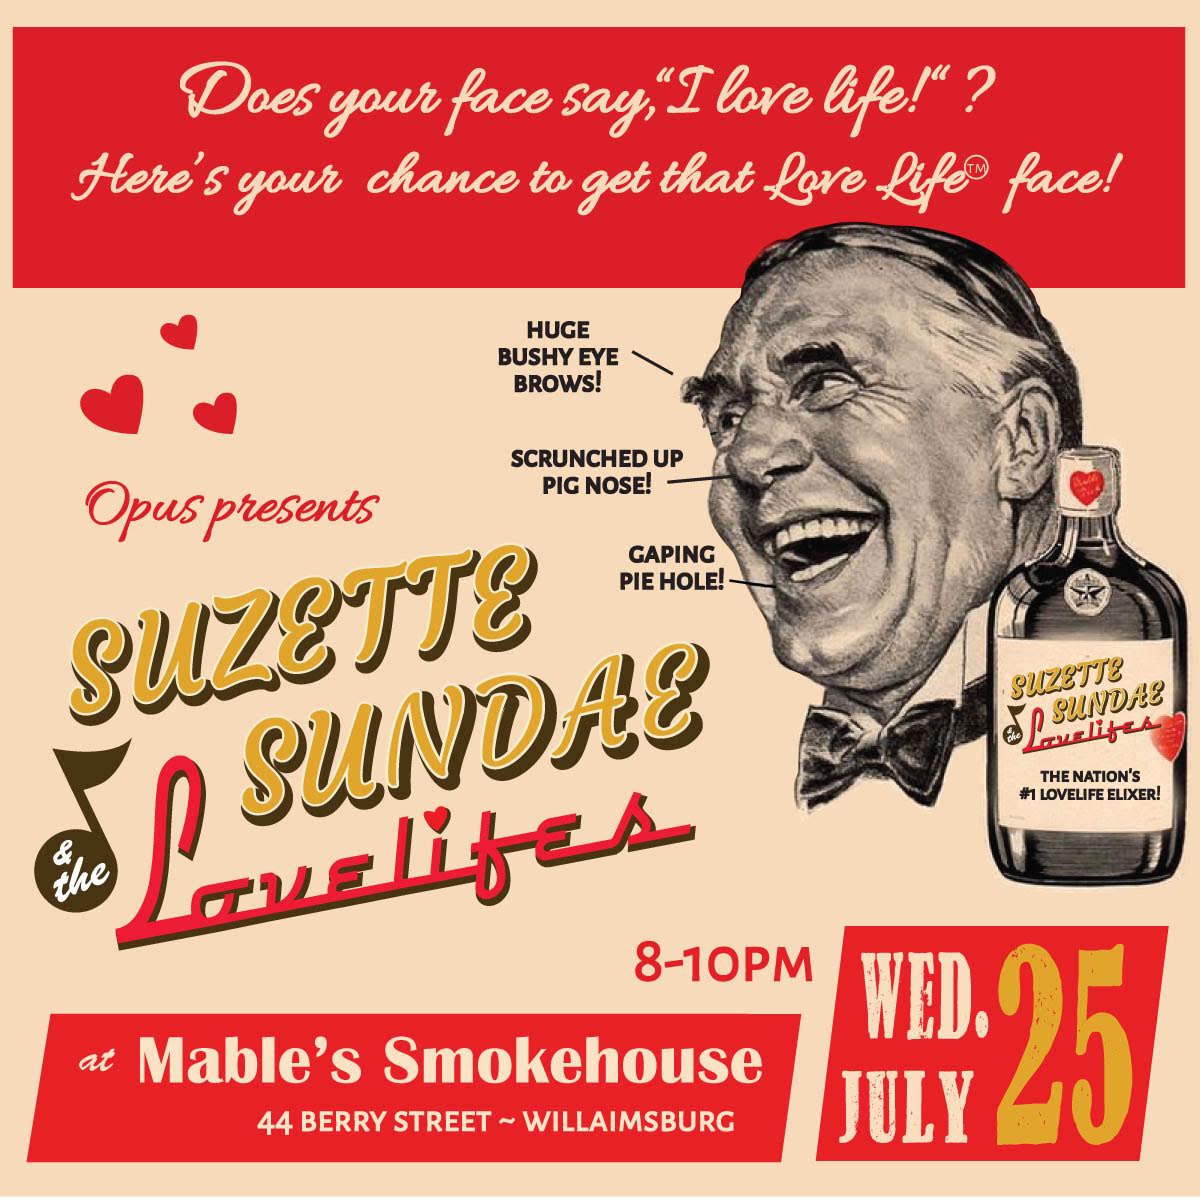 Does your face say,“I love life!“ ?
Here's your chance to get that Love Life™ face!
HUGE
BUSHY EYE
BROWS!
SCRUNCHED UP
PIG NOSE!
GAPING
PIE HOLE!
Opus presents
SUZETTE
SUNDAE
& the
Lovelifes
SUZETTE
SUNDAE
& the
Lovelifes
THE NATION'S
#1 LOVELIFE ELIXER!
8-10PM
WED.
JULY
25
at Mable's Smokehouse
44 BERRY STREET ~ WILLAIMSBURG